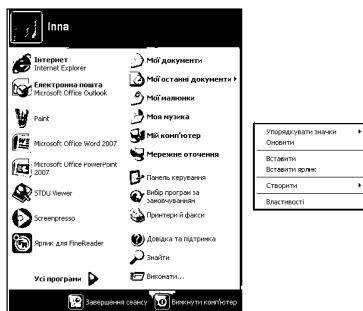 Inna
Інтернет
Internet Explorer
Електронна пошта
Microsoft Office Outlook
Paint
Microsoft Office Word 2007
Microsoft Office PowerPoint
2007
STDU Viewer
Screenpresso
Ярлик для FineReader
Усі програми
Мої документи
Мої останні документи
Мої малюнки
Моя музика
Мій комп'ютер
Мережне оточення
Панель керування
Вибір програм за
замовчуванням
Принтери й факси
Довідка та підтримка
Знайти
Виконати...
Завершення сеансу
Вимкнути комп'ютер
Упорядкувати значки
Оновити
Вставити
Вставити ярлик
Створити
Властивості